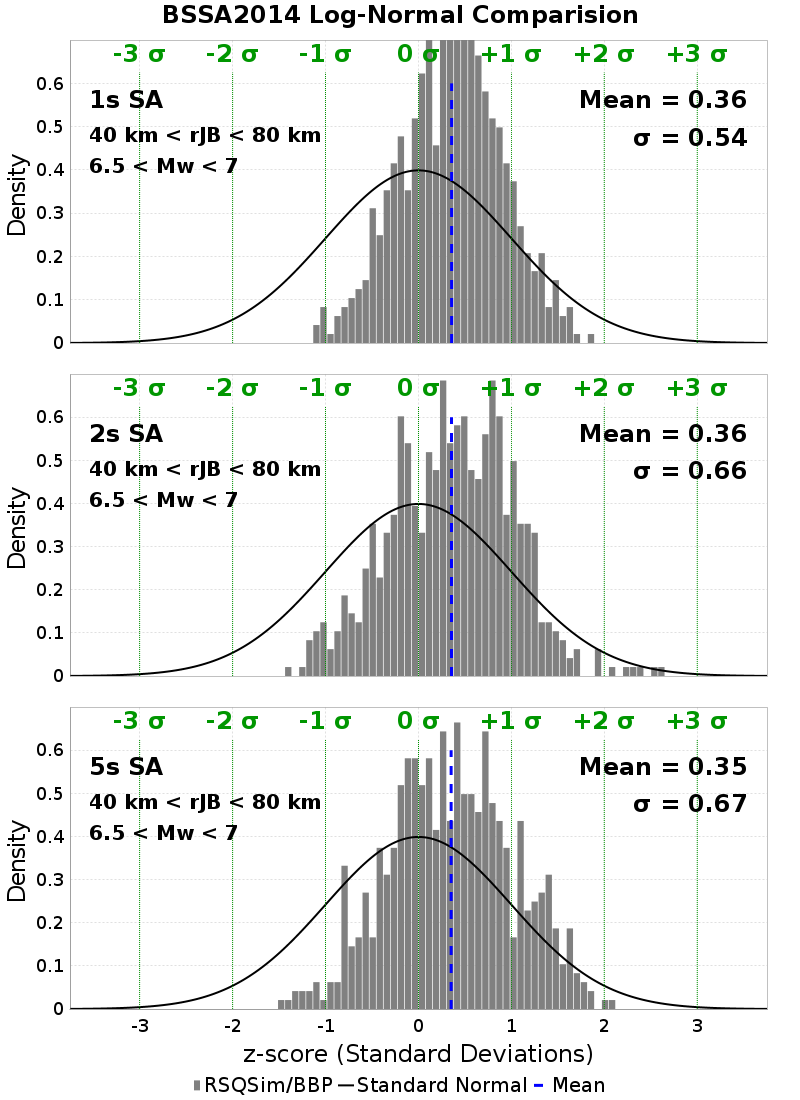 BSSA2014 Log-Normal Comparision
-3 σ -2 σ -1 σ 0 σ +1 σ +2 σ +3 σ
1s SA
Mean = 0.36
40 km < rJB < 80 km
σ = 0.54
6.5 < Mw < 7
Density
0.6
0.5
0.4
0.3
0.2
0.1
0
-3 σ -2 σ -1 σ 0 σ +1 σ +2 σ +3 σ
2s SA
Mean = 0.36
40 km < rJB < 80 km
σ = 0.66
6.5 < Mw < 7
Density
0.6
0.5
0.4
0.3
0.2
0.1
0
-3 σ -2 σ -1 σ 0 σ +1 σ +2 σ +3 σ
5s SA
Mean = 0.35
40 km < rJB < 80 km
σ = 0.67
6.5 < Mw < 7
Density
0.6
0.5
0.4
0.3
0.2
0.1
0
-3 -2 -1 0 1 2 3
z-score (Standard Deviations)
RSQSim/BBP Standard Normal Mean